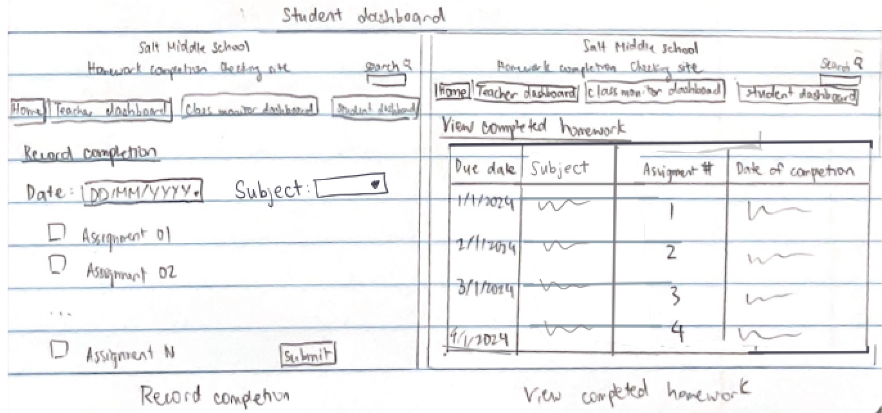 Student dashboard
Salt Middle School
Homework completion Checking site
Search
Home
Teacher dashboard
Class monitor dashboard
Student dashboard
Record completion
Date: DD/MM/YYYY
Subject:
Assignment 01
Assignment 02
...
Assignment N
Submit
Record completion
Salt Middle School
Homework completion Checking site
Search
Home
Teacher dashboard
Class monitor dashboard
Student dashboard
View completed homework
Due date Subject Assignment # Date of competion
1/1/2024 1
2/1/2024 2
3/1/2024 3
4/1/2024 4
View completed homework